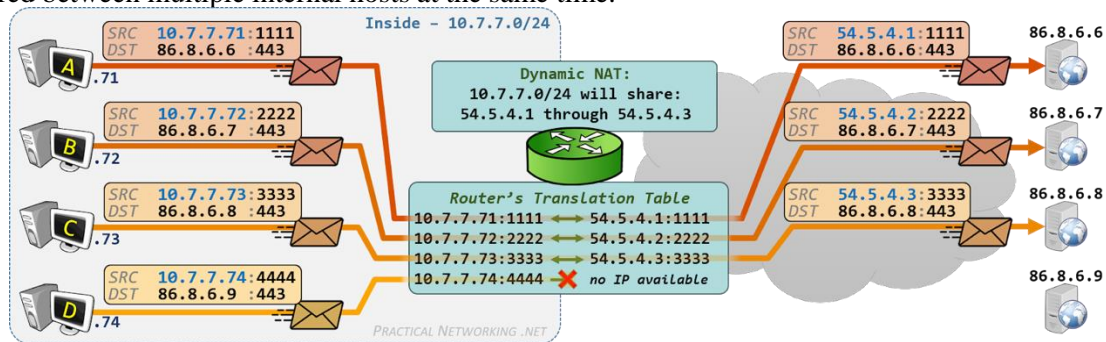 red between multiple internal hosts at the same time.
Inside – 10.7.7.0/24
SRC 10.7.7.71:1111
DST 86.8.6.6 :443
A
.71
SRC 10.7.7.72:2222
DST 86.8.6.7 :443
B
.72
SRC 10.7.7.73:3333
DST 86.8.6.8 :443
C
.73
SRC 10.7.7.74:4444
DST 86.8.6.9 :443
D
.74
Dynamic NAT:
10.7.7.0/24 will share:
54.5.4.1 through 54.5.4.3
Router's Translation Table
10.7.7.71:1111 54.5.4.1:1111
10.7.7.72:2222 54.5.4.2:2222
10.7.7.73:3333 54.5.4.3:3333
10.7.7.74:4444 no IP available
PRACTICAL NETWORKING .NET
SRC 54.5.4.1:1111
DST 86.8.6.6:443
86.8.6.6
SRC 54.5.4.2:2222
DST 86.8.6.7:443
86.8.6.7
SRC 54.5.4.3:3333
DST 86.8.6.8:443
86.8.6.8
86.8.6.9